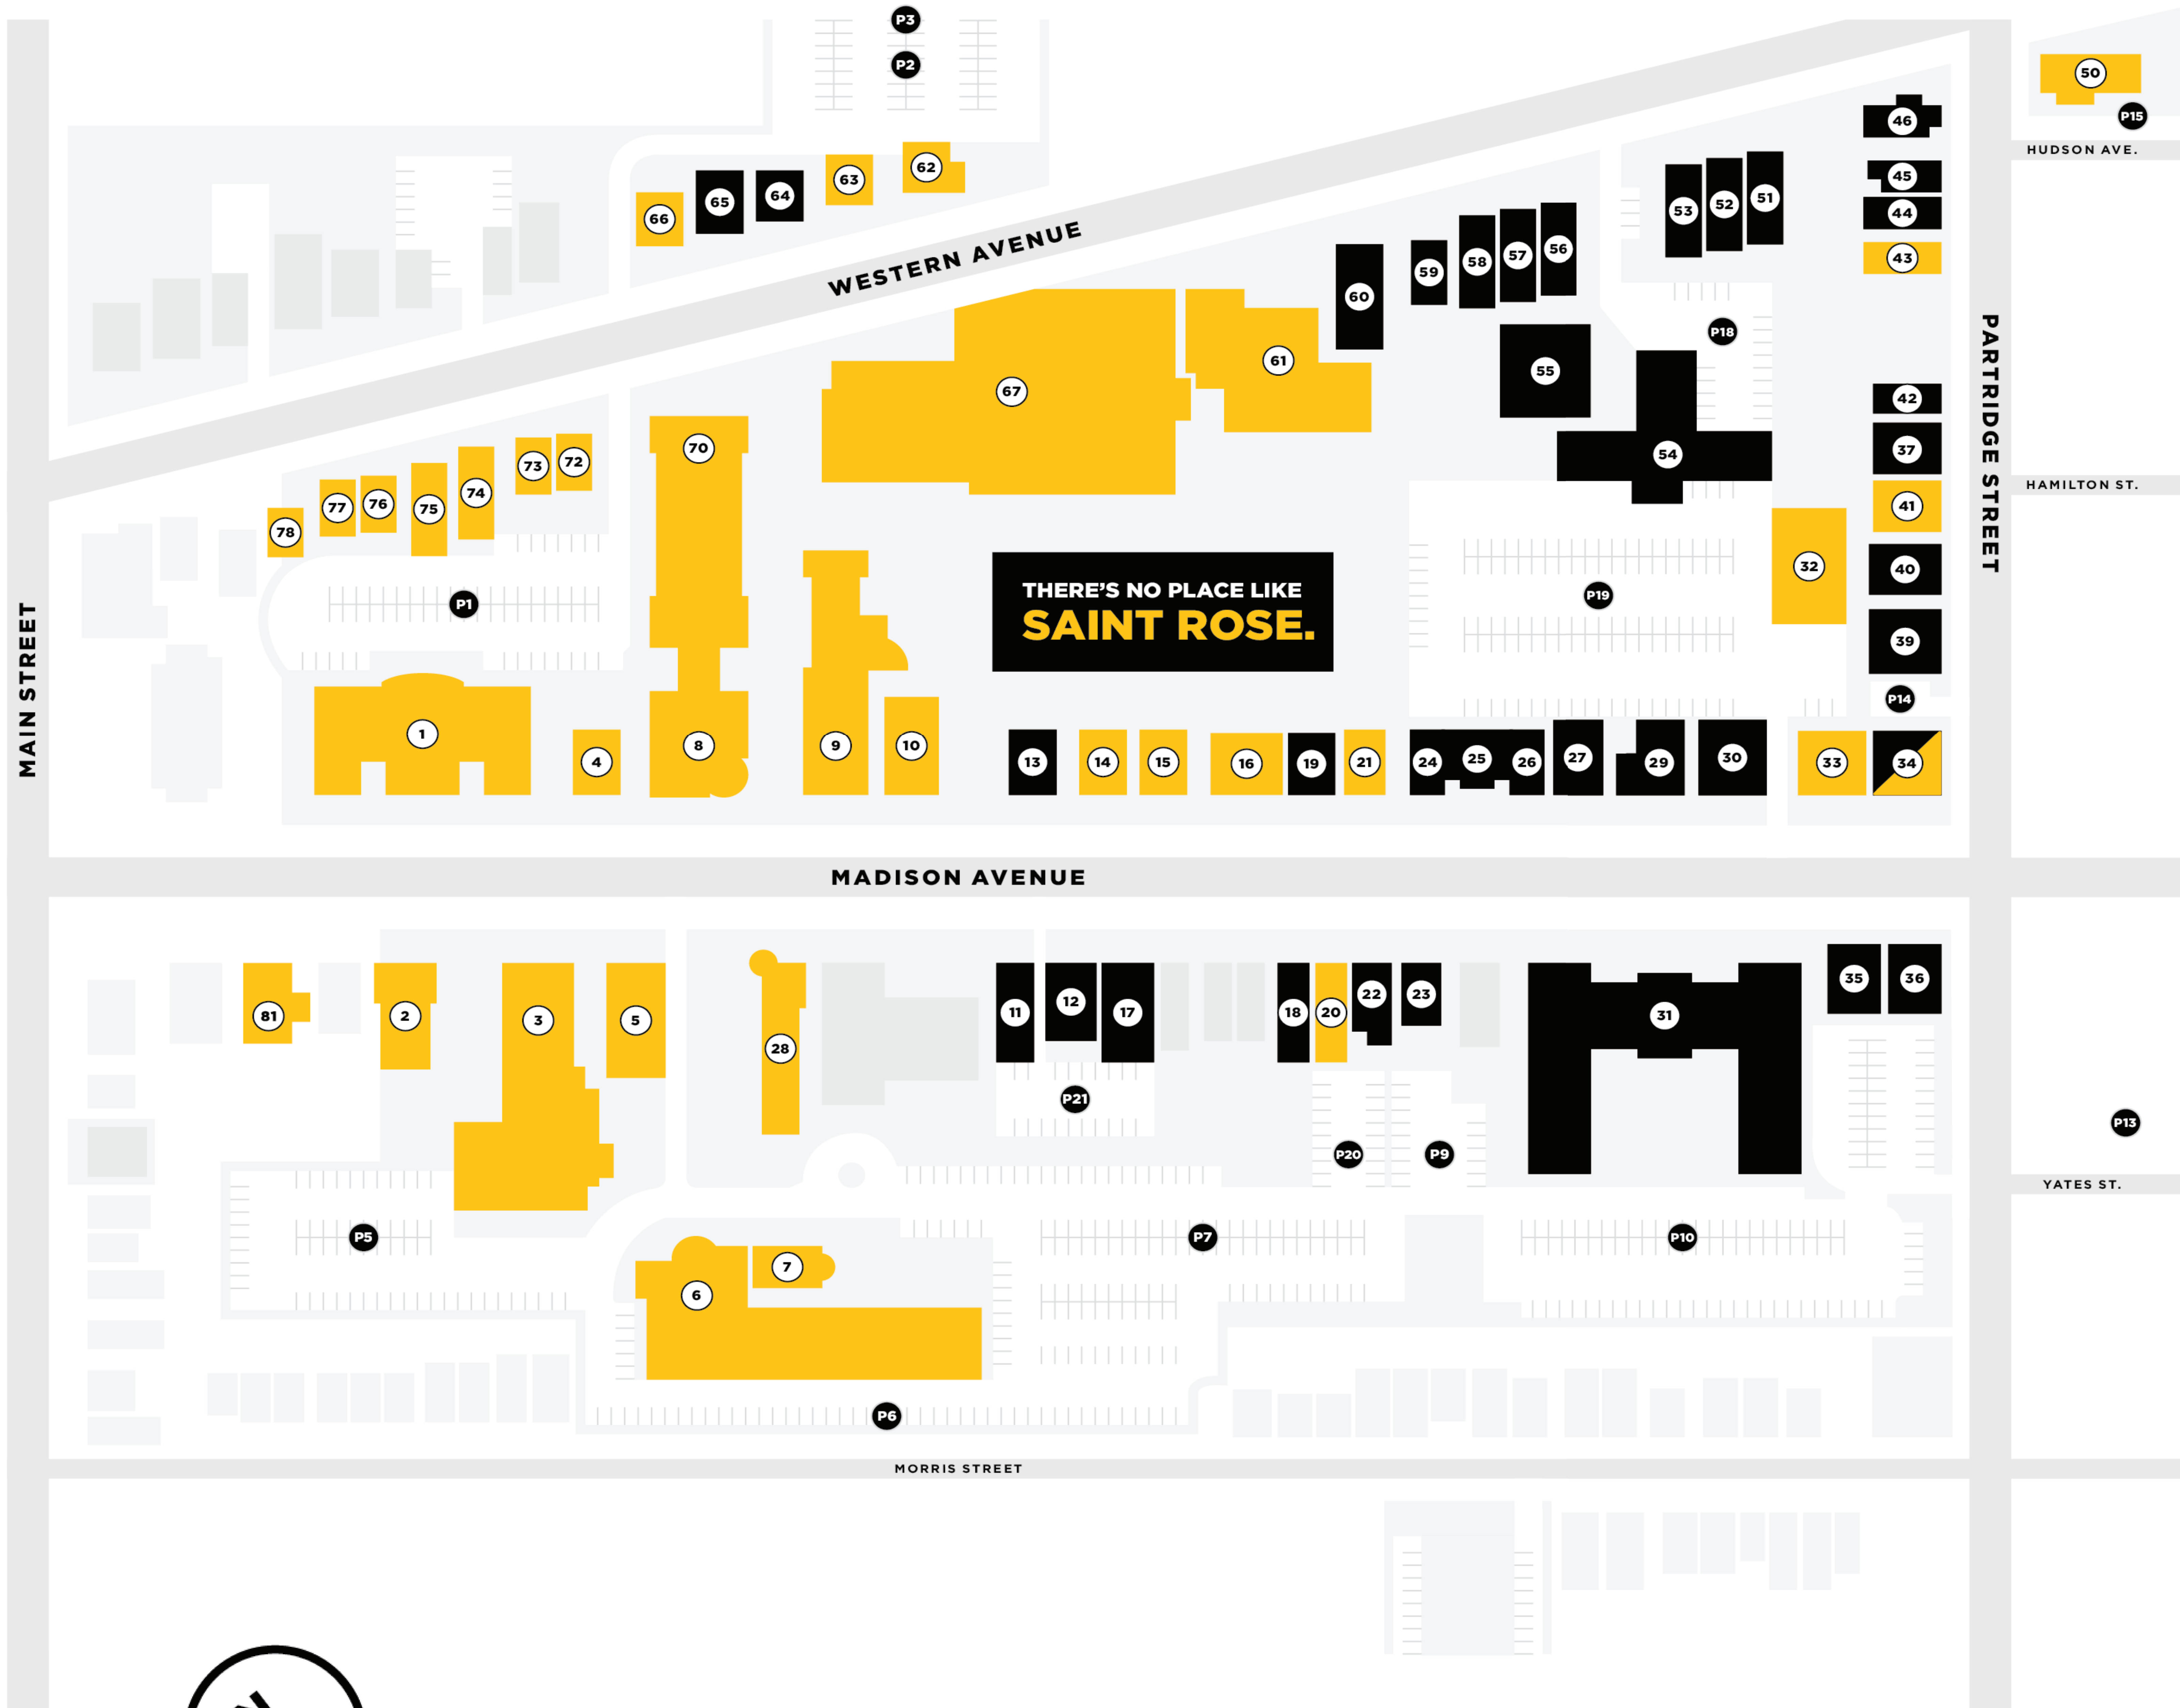 P3
P2
50
P15
HUDSON AVE.
46
45
44
43
62
63
64
65
66
51
52
53
WESTERN AVENUE
56
57
58
59
60
P18
61
67
55
54
42
37
41
40
39
P14
PARTRIDGE STREET
HAMILTON ST.
70
72
73
74
75
76
77
78
P1
THERE'S NO PLACE LIKE
SAINT ROSE.
P19
32
MAIN STREET
1
4
8
9
10
13
14
15
16
19
21
24
25
26
27
29
30
33
34
MADISON AVENUE
81
2
3
5
28
11
12
17
18
20
22
23
31
35
36
P21
P20
P9
P13
YATES ST.
P5
7
6
P7
P10
P6
MORRIS STREET
N